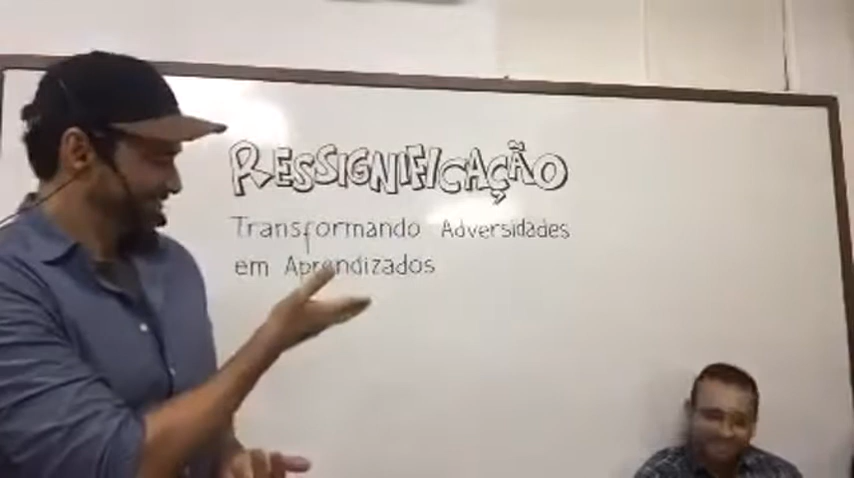 RESSIGNIFICAÇÃO
Transformando Adversidades
em Aprendizados